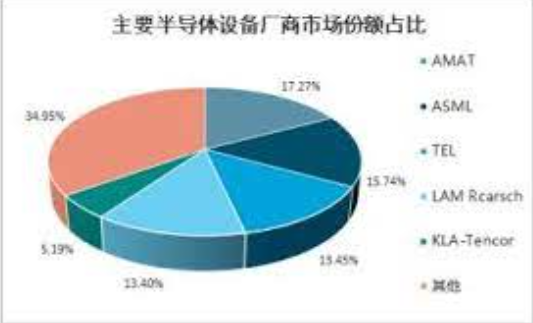 主要半导体设备厂商市场份额占比
17.27%
34.95%
15.74%
5.19%
13.45%
13.40%
AMAT
ASML
TEL
LAM Rcarsch
KLA-Tencor
其他